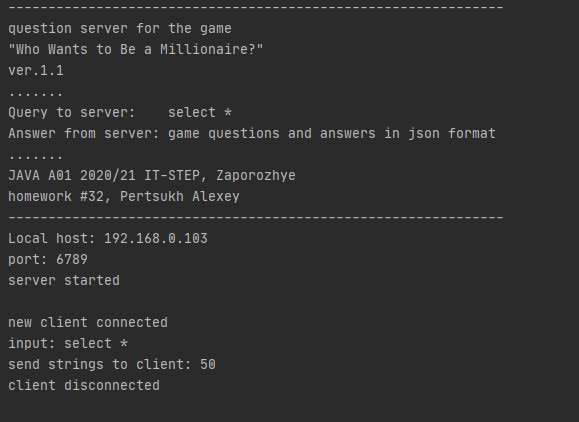 --------------------------------------------------------------
question server for the game
"Who Wants to Be a Millionaire?"
ver.1.1
.......
Query to server:    select *
Answer from server: game questions and answers in json format
.......
JAVA A01 2020/21 IT-STEP, Zaporozhye
homework #32, Pertsukh Alexey
--------------------------------------------------------------
Local host: 192.168.0.103
port: 6789
server started
new client connected
input: select *
send strings to client: 50
client disconnected